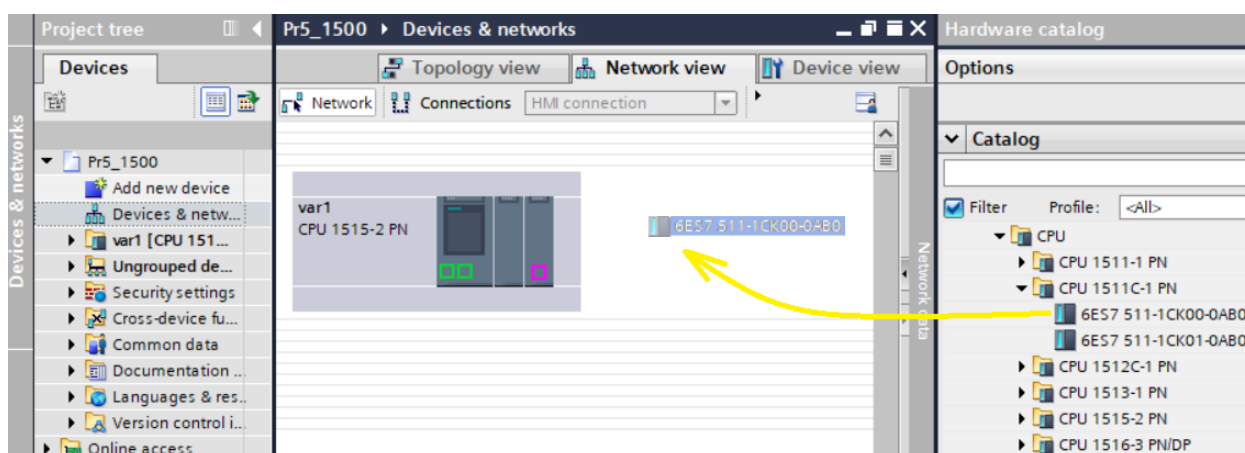 Project tree
Devices
Devices & networks
Pr5_1500
Add new device
Devices & netw...
var1 [CPU 151...
Ungrouped de...
Security settings
Cross-device fu...
Common data
Documentation ...
Languages & res..
Version control i...
Online access
Pr5_1500 ▸ Devices & networks
Topology view
Network view
Device view
Network
Connections
HMI connection
var1
CPU 1515-2 PN
6ES7 511-1CK00-0AB0
Network data
Hardware catalog
Options
Catalog
Filter Profile: <All>
CPU
CPU 1511-1 PN
CPU 1511C-1 PN
6ES7 511-1CK00-0AB0
6ES7 511-1CK01-0AB0
CPU 1512C-1 PN
CPU 1513-1 PN
CPU 1515-2 PN
CPU 1516-3 PN/DP